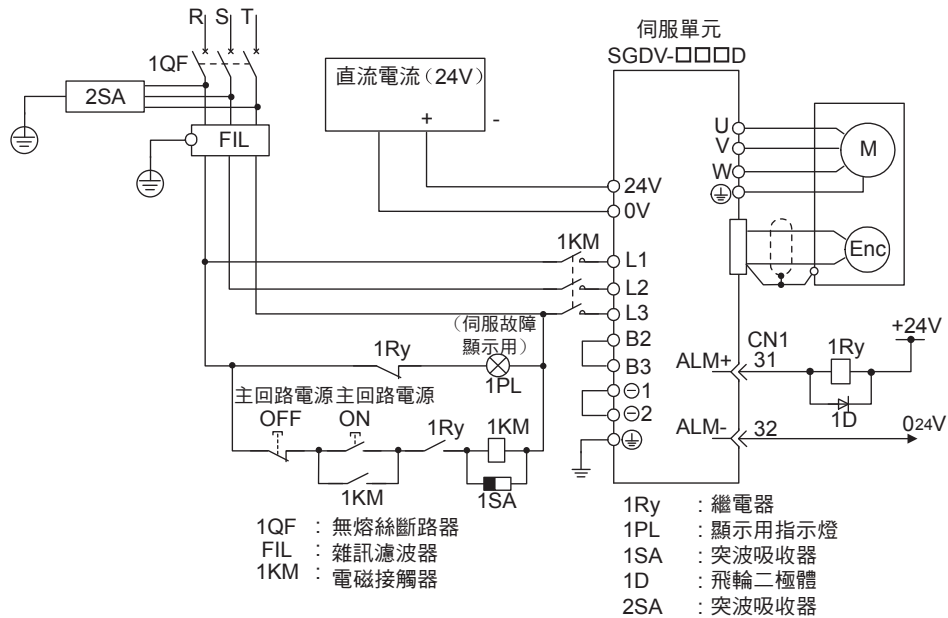 R S T
1QF
2SA
FIL
直流電流（24V）
+
-
伺服單元
SGDV-□□□D
U
V
W
M
24V
0V
Enc
1KM
L1
L2
L3
B2
B3
⊖1
⊖2
（伺服故障
顯示用）
1Ry
1PL
主回路電源 主回路電源
OFF ON
1Ry
1KM
1KM
1SA
CN1
ALM+ 31
1Ry
+24V
1D
ALM- 32
024V
1QF : 無熔絲斷路器
FIL : 雜訊濾波器
1KM : 電磁接觸器
1Ry : 繼電器
1PL : 顯示用指示燈
1SA : 突波吸收器
1D : 飛輪二極體
2SA : 突波吸收器